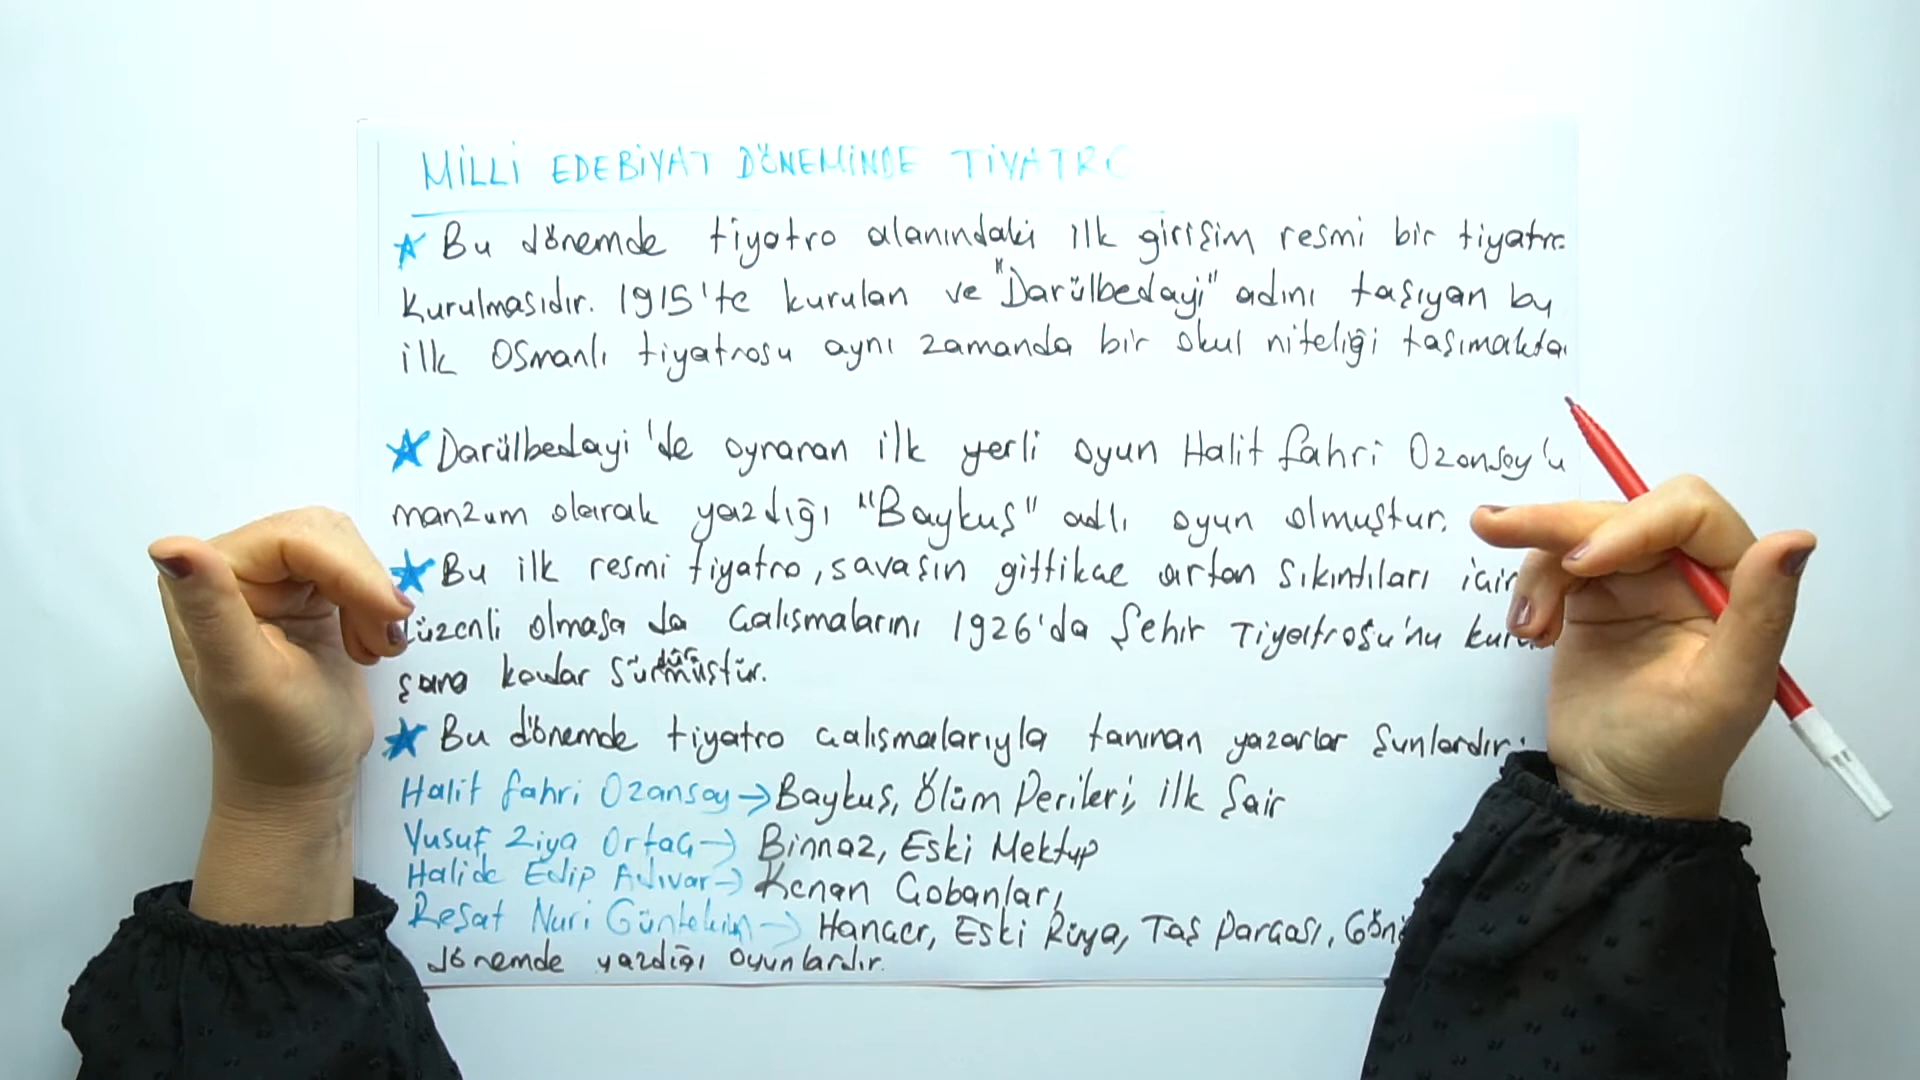 MİLLİ EDEBİYAT DÖNEMİNDE TİYATRO
Bu dönemde tiyatro alanındaki ilk girişim resmi bir tiyatro
Kurulmasıdır. 1915'te kurulan ve "Darülbedayi" adını taşıyan bu
ilk Osmanlı tiyatrosu aynı zamanda bir okul niteliği taşımakta
Darülbedayi'de oynanan ilk yerli oyun Halit Fahri Ozansoy'u
manzum olarak yazdığı "Baykuş" adlı oyun olmuştur.
Bu ilk resmi tiyatro, savaşın gittikçe artan sıkıntıları için
düzenli olmasa da çalışmalarını 1926'da Şehir Tiyatrosu'nu
şuna kadar sürdürmüştür.
Bu dönemde tiyatro çalışmalarıyla tanınan yazarlar şunlardır:
Halit Fahri Ozansoy → Baykuş, Ölüm Perileri, ilk Şair
Yusuf Ziya Ortaç → Binnaz, Eski Mektup
Halide Edip Adıvar → Kenan Çobanları
Reşat Nuri Güntekin → Hançer, Eski Rüya, Taş Parçası,
dönemde yazdığı oyunlardır.